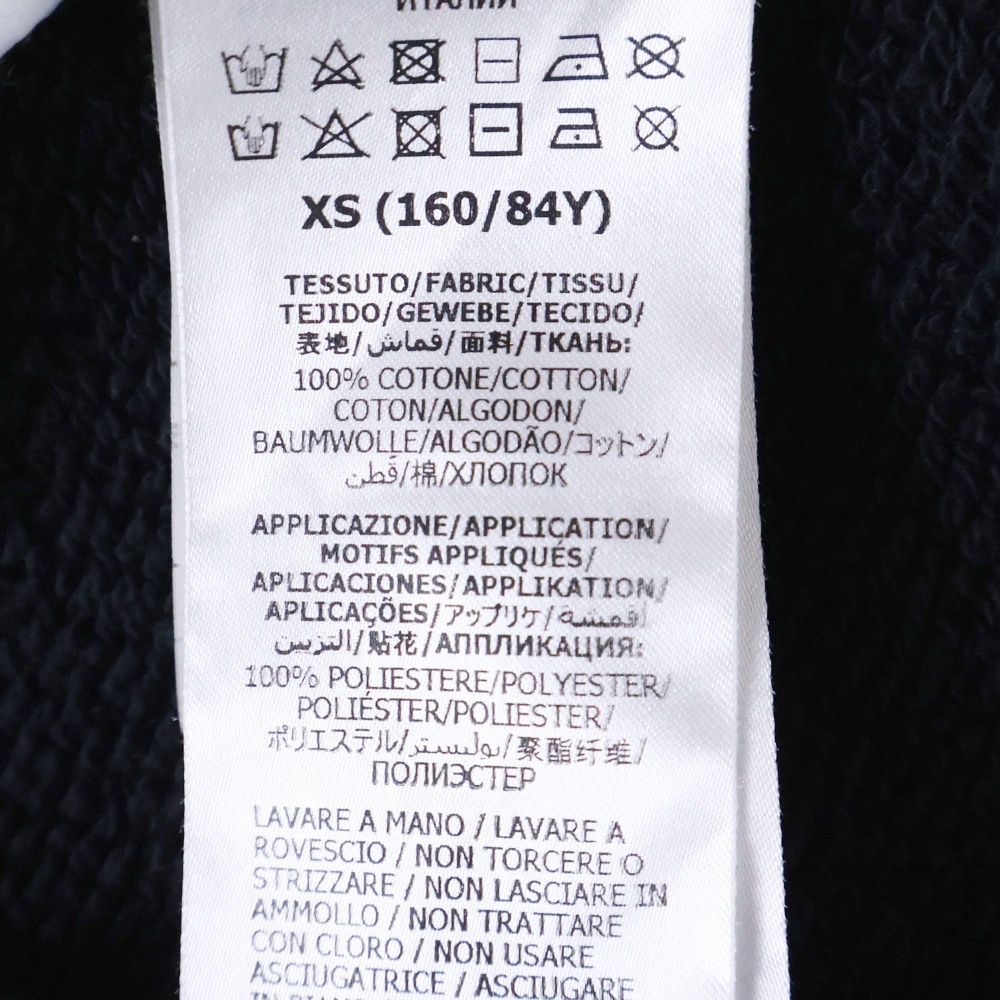 ИТАЛИИ
XS (160/84Y)
TESSUTO/FABRIC/TISSU/
TEJIDO/GEWEBE/TECIDO/
表地/قماش/面料/ТКАНЬ:
100% COTONE/COTTON/
COTON/ALGODON/
BAUMWOLLE/ALGODÃO/コットン/
قطن/棉/ХЛОПОК
APPLICAZIONE/APPLICATION/
MOTIFS APPLIQUÉS/
APLICACIONES/APPLIKATION/
APLICAÇÕES/アップリケ/أقمشة
التزيين/贴花/АППЛИКАЦИЯ:
100% POLIESTERE/POLYESTER/
POLIÉSTER/POLIESTER/
ポリエステル/بوليستر/聚酯纤维/
ПОЛИЭСТЕР
LAVARE A MANO / LAVARE A
ROVESCIO / NON TORCERE O
STRIZZARE / NON LASCIARE IN
AMMOLLO / NON TRATTARE
CON CLORO / NON USARE
ASCIUGATRICE / ASCIUGARE